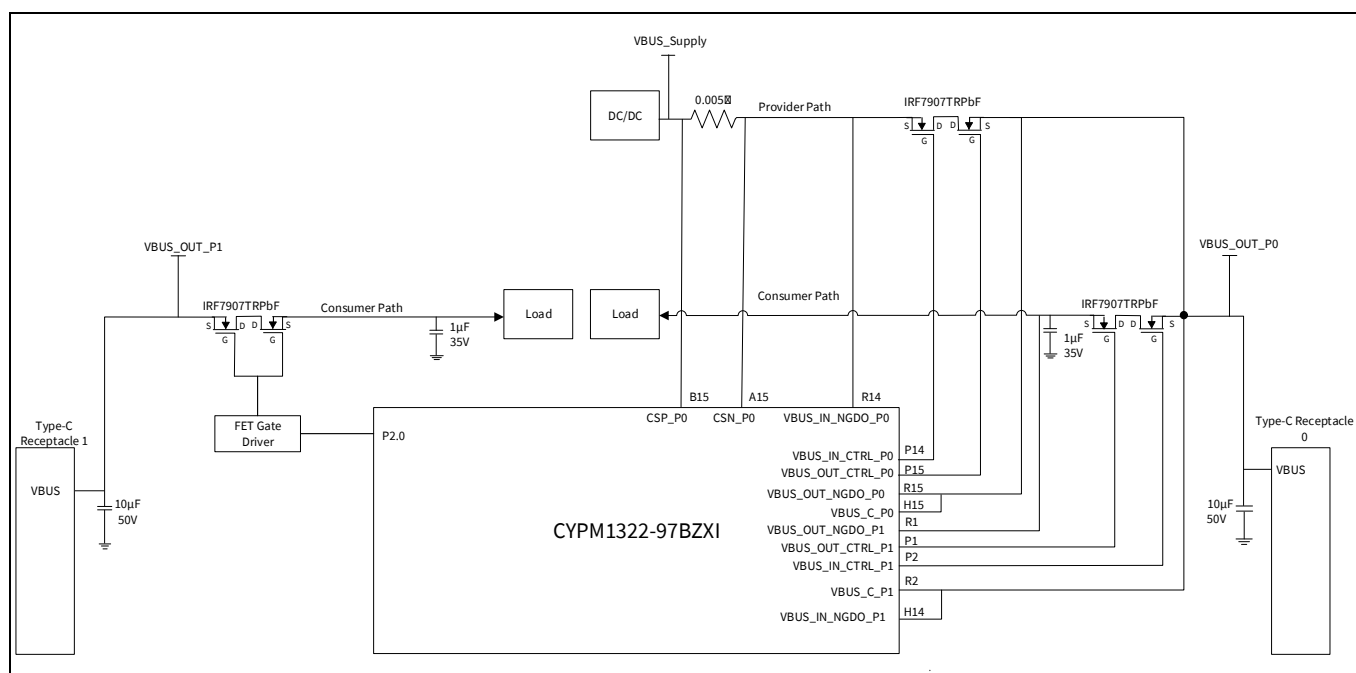 VBUS_Supply
DC/DC
0.005
Provider Path
IRF7907TRPbF
S
D
D
S
G
G
VBUS_OUT_P1
IRF7907TRPbF
Consumer Path
S
D
D
S
G
G
1µF
35V
Load
Load
Consumer Path
IRF7907TRPbF
VBUS_OUT_P0
S
D
D
S
G
G
1µF
35V
Type-C
Receptacle 1
VBUS
10µF
50V
FET Gate
Driver
P2.0
B15
A15
R14
CSP_P0
CSN_P0
VBUS_IN_NGDO_P0
VBUS_IN_CTRL_P0
P14
VBUS_OUT_CTRL_P0
P15
VBUS_OUT_NGDO_P0
R15
VBUS_C_P0
H15
VBUS_OUT_NGDO_P1
R1
VBUS_OUT_CTRL_P1
P1
VBUS_IN_CTRL_P1
P2
VBUS_C_P1
R2
VBUS_IN_NGDO_P1
H14
CYPM1322-97BZXI
Type-C Receptacle
0
VBUS
10µF
50V